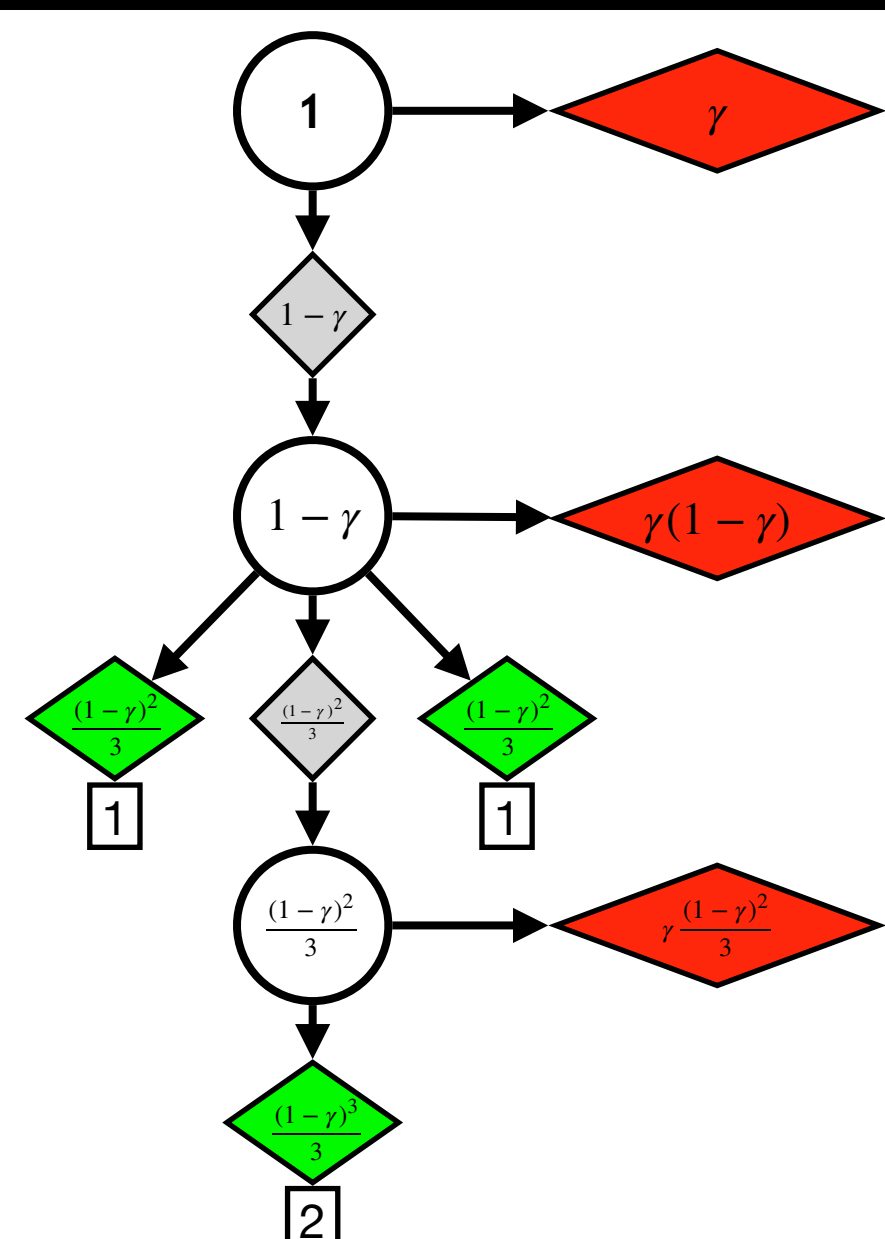 1
γ
1 − γ
1 − γ
γ(1 − γ)
(1 − γ)²/3
(1 − γ)²/3
(1 − γ)²/3
1
1
(1 − γ)²/3
γ (1 − γ)²/3
(1 − γ)³/3
2